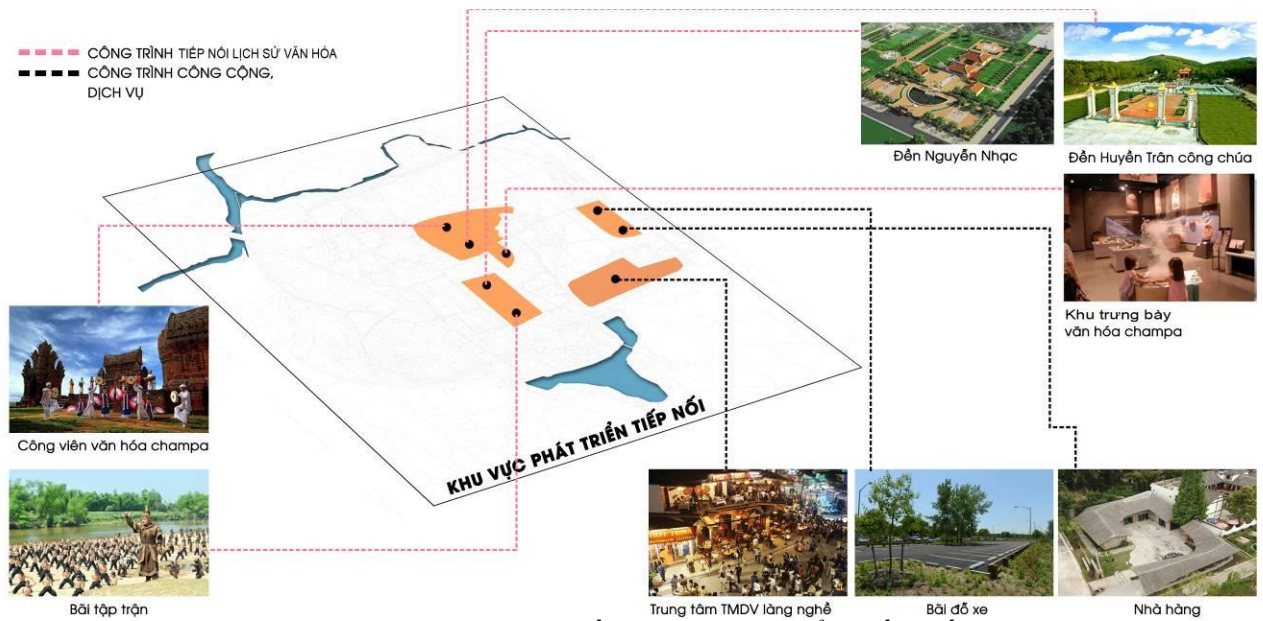 CÔNG TRÌNH TIẾP NỐI LỊCH SỬ VĂN HÓA
CÔNG TRÌNH CÔNG CỘNG,
DỊCH VỤ
Đền Nguyễn Nhạc
Đền Huyền Trân công chúa
Khu trưng bày
văn hóa champa
Công viên văn hóa champa
KHU VỰC PHÁT TRIỂN TIẾP NỐI
Bãi tập trận
Trung tâm TMDV làng nghề
Bãi đỗ xe
Nhà hàng